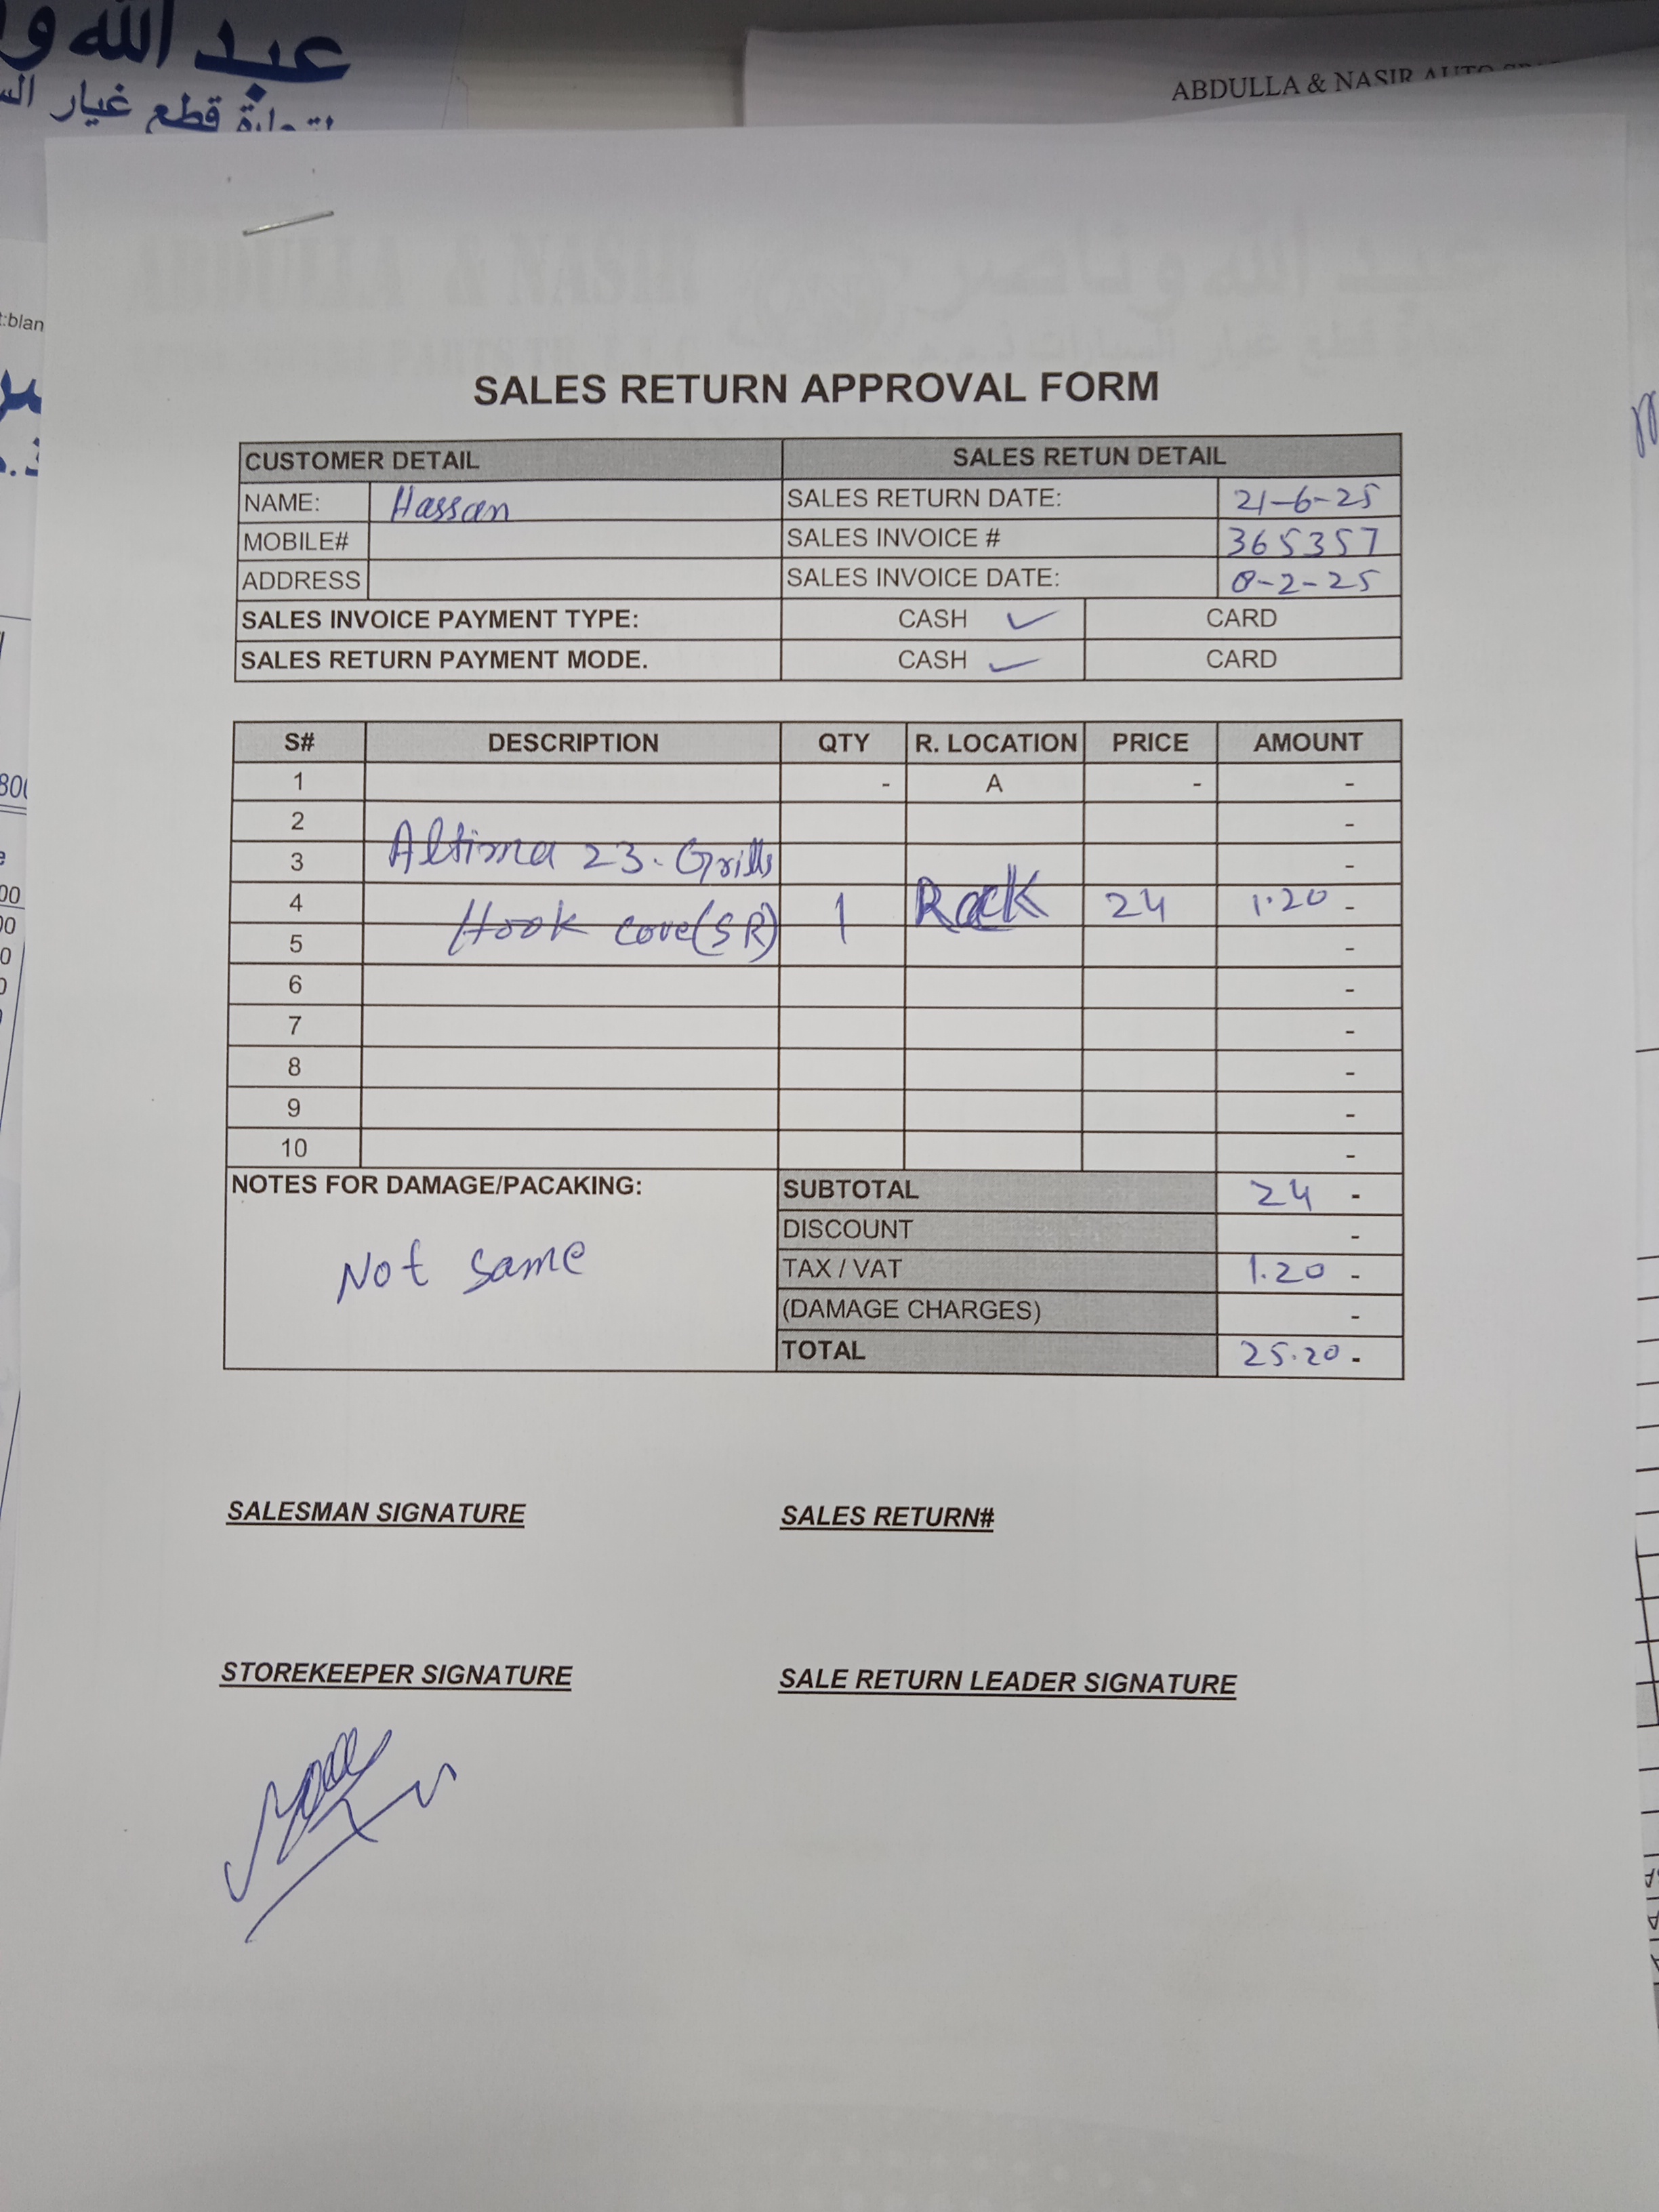 عبد الله و
لتجارة قطع غيار الس
ABDULLA & NASIR AUTO
t:blan
SALES RETURN APPROVAL FORM
CUSTOMER DETAIL SALES RETUN DETAIL
NAME: Hassan SALES RETURN DATE: 21-6-25
MOBILE# SALES INVOICE # 365357
ADDRESS SALES INVOICE DATE: 8-2-25
SALES INVOICE PAYMENT TYPE: CASH ✓ CARD
SALES RETURN PAYMENT MODE. CASH ✓ CARD
S# DESCRIPTION QTY R. LOCATION PRICE AMOUNT
1 - A - -
2 -
3 Altima 23. Grills -
4 Hook cove(SR) 1 Rack 24 1.20 -
5 -
6 -
7 -
8 -
9 -
10 -
NOTES FOR DAMAGE/PACAKING: SUBTOTAL 24 -
DISCOUNT -
Not same TAX / VAT 1.20 -
(DAMAGE CHARGES) -
TOTAL 25.20 -
SALESMAN SIGNATURE SALES RETURN#
STOREKEEPER SIGNATURE SALE RETURN LEADER SIGNATURE